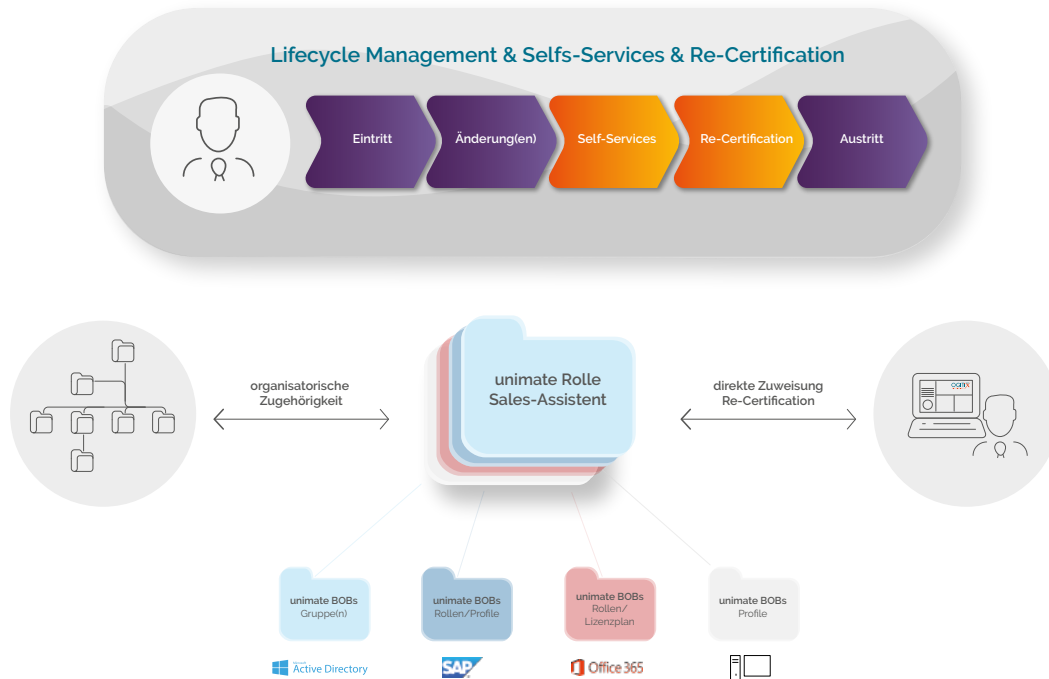 Lifecycle Management & Selfs-Services & Re-Certification
Eintritt
Änderung(en)
Self-Services
Re-Certification
Austritt
organisatorische
Zugehörigkeit
unimate Rolle
Sales-Assistent
direkte Zuweisung
Re-Certification
unimate BOBs
Gruppe(n)
unimate BOBs
Rollen/Profile
unimate BOBs
Rollen/
Lizenzplan
unimate BOBs
Profile
Active Directory
SAP
Office 365